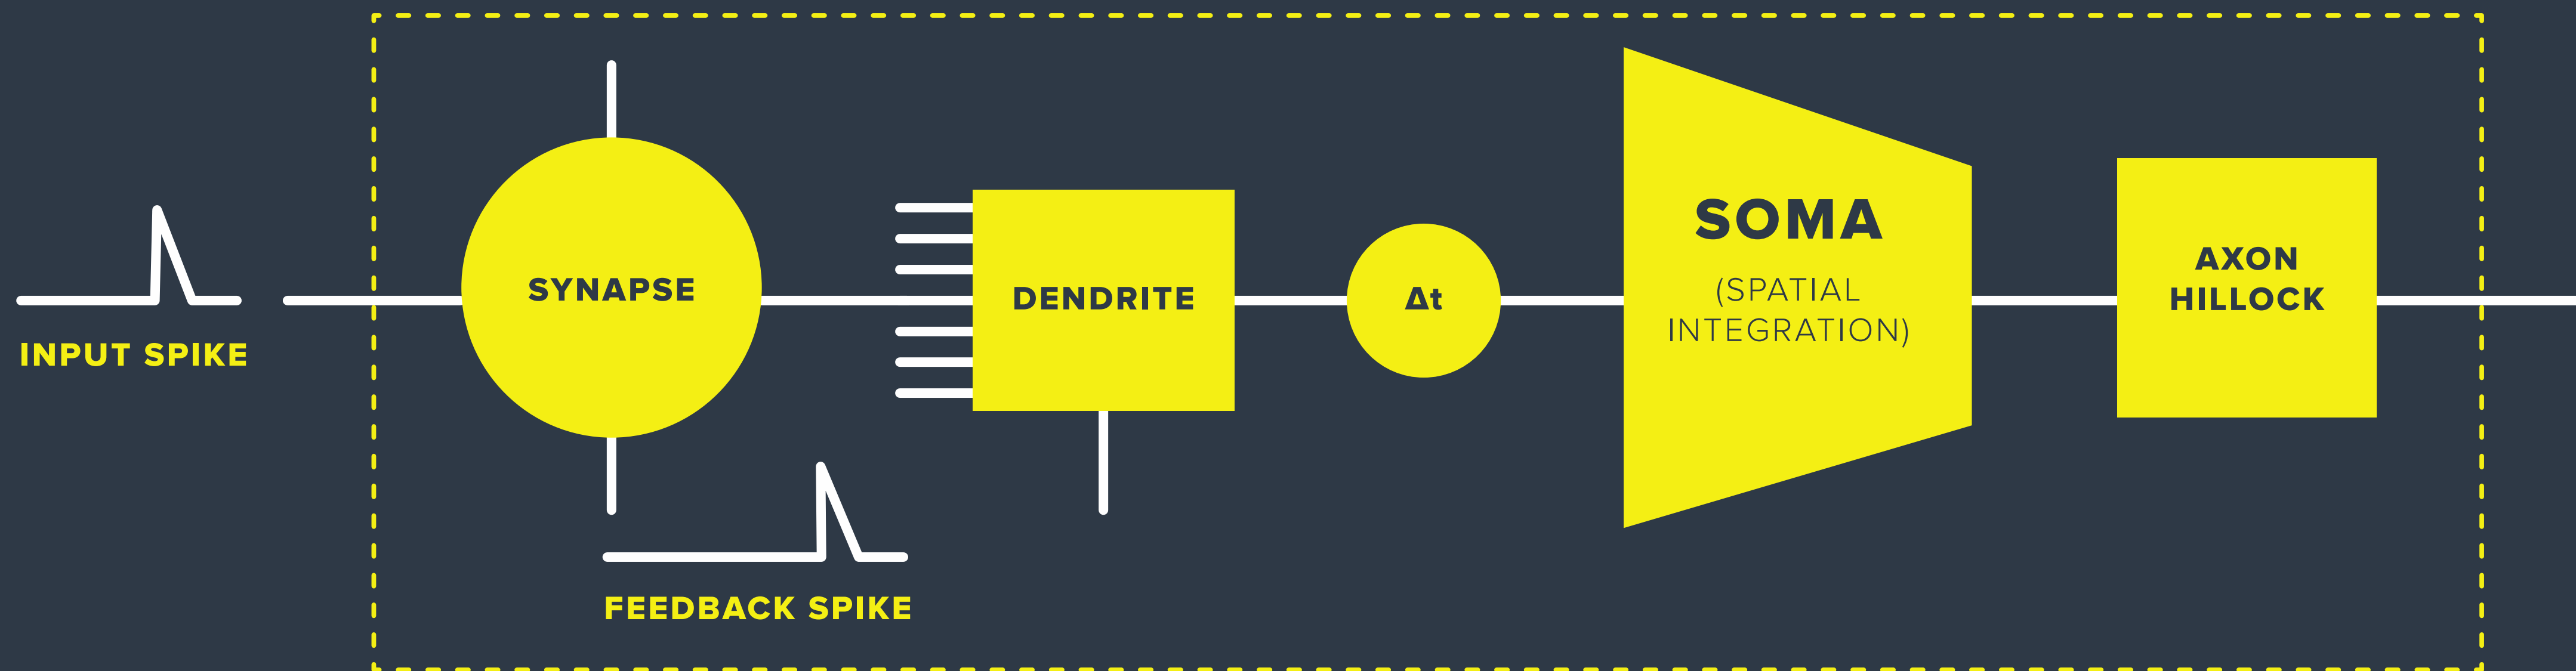 INPUT SPIKE
SYNAPSE
FEEDBACK SPIKE
DENDRITE
Δt
SOMA
(SPATIAL
INTEGRATION)
AXON
HILLOCK